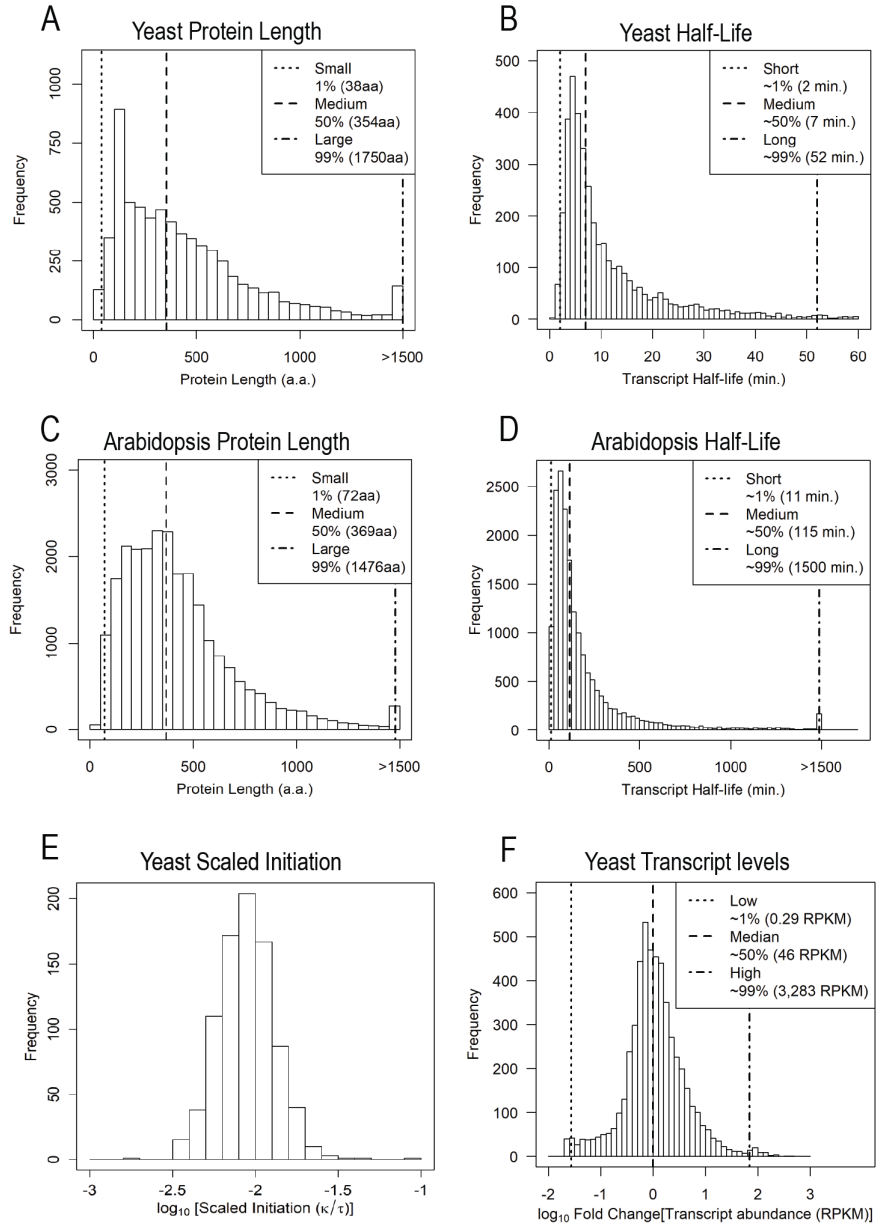 A
Yeast Protein Length
Small
1% (38aa)
Medium
50% (354aa)
Large
99% (1750aa)
Frequency
0
250
500
750
1000
0
500
1000
>1500
Protein Length (a.a.)
B
Yeast Half-Life
Short
~1% (2 min.)
Medium
~50% (7 min.)
Long
~99% (52 min.)
Frequency
0
100
200
300
400
500
0
10
20
30
40
50
60
Transcript Half-life (min.)
C
Arabidopsis Protein Length
Small
1% (72aa)
Medium
50% (369aa)
Large
99% (1476aa)
Frequency
0
1000
2000
3000
0
500
1000
>1500
Protein Length (a.a.)
D
Arabidopsis Half-Life
Short
~1% (11 min.)
Medium
~50% (115 min.)
Long
~99% (1500 min.)
Frequency
0
500
1000
1500
2000
2500
0
500
1000
>1500
Transcript Half-life (min.)
E
Yeast Scaled Initiation
Frequency
0
50
100
150
200
-3
-2.5
-2
-1.5
-1
log10 [Scaled Initiation (κ/τ)]
F
Yeast Transcript levels
Low
~1% (0.29 RPKM)
Median
~50% (46 RPKM)
High
~99% (3,283 RPKM)
Frequency
0
100
200
300
400
500
600
-2
-1
0
1
2
3
log10 Fold Change[Transcript abundance (RPKM)]